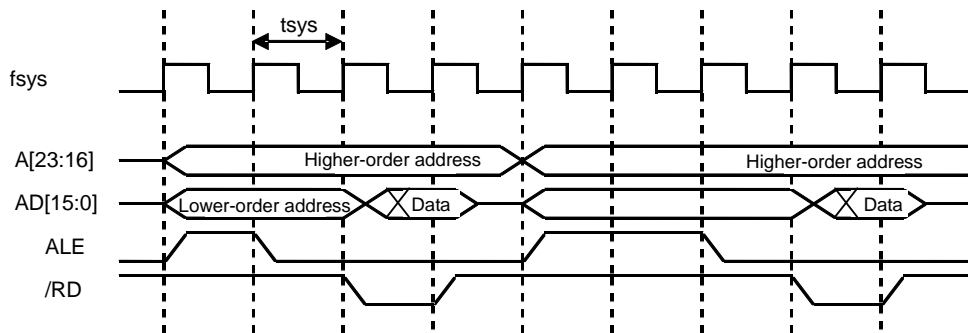 tsys
fsys
A[23:16]
Higher-order address
Higher-order address
AD[15:0]
Lower-order address
Data
Data
ALE
/RD